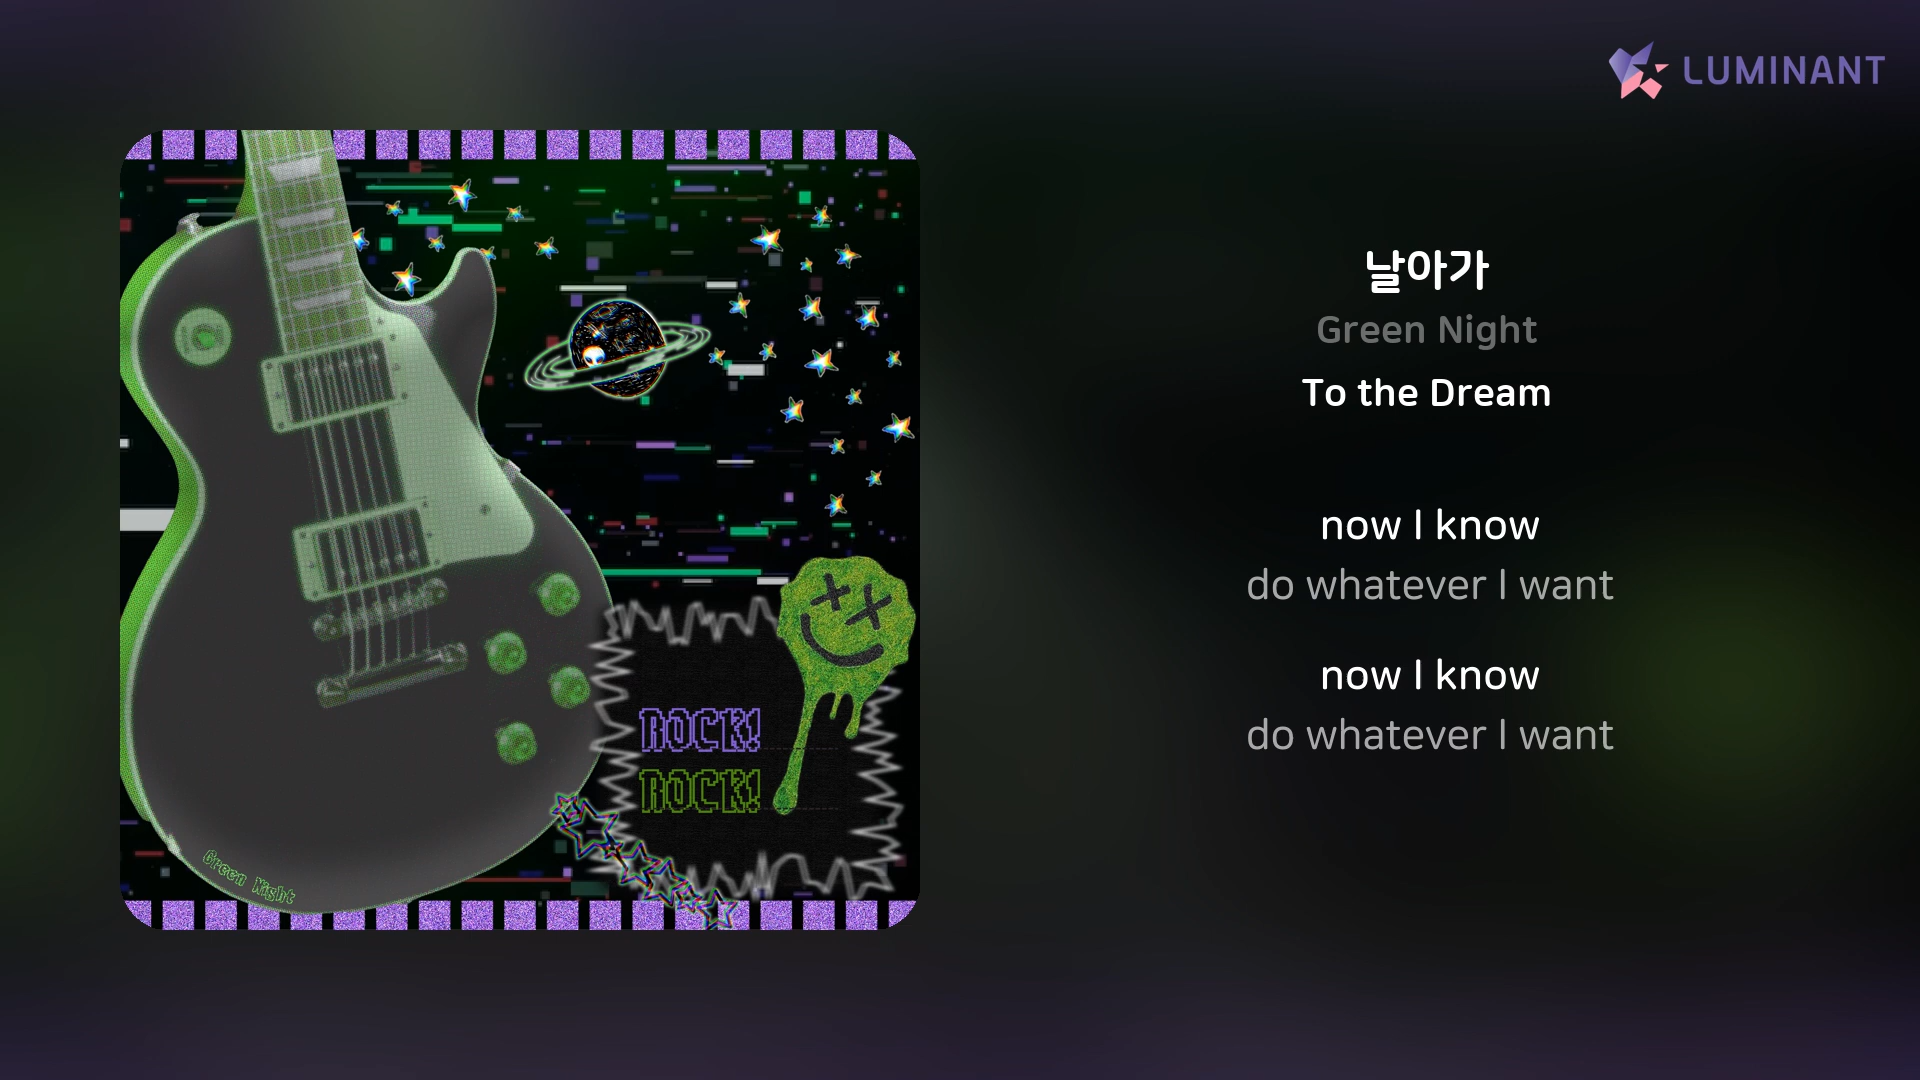 LUMINANT
날아가
Green Night
To the Dream
now I know
do whatever I want
now I know
do whatever I want
ROCK!
ROCK!
Green Night